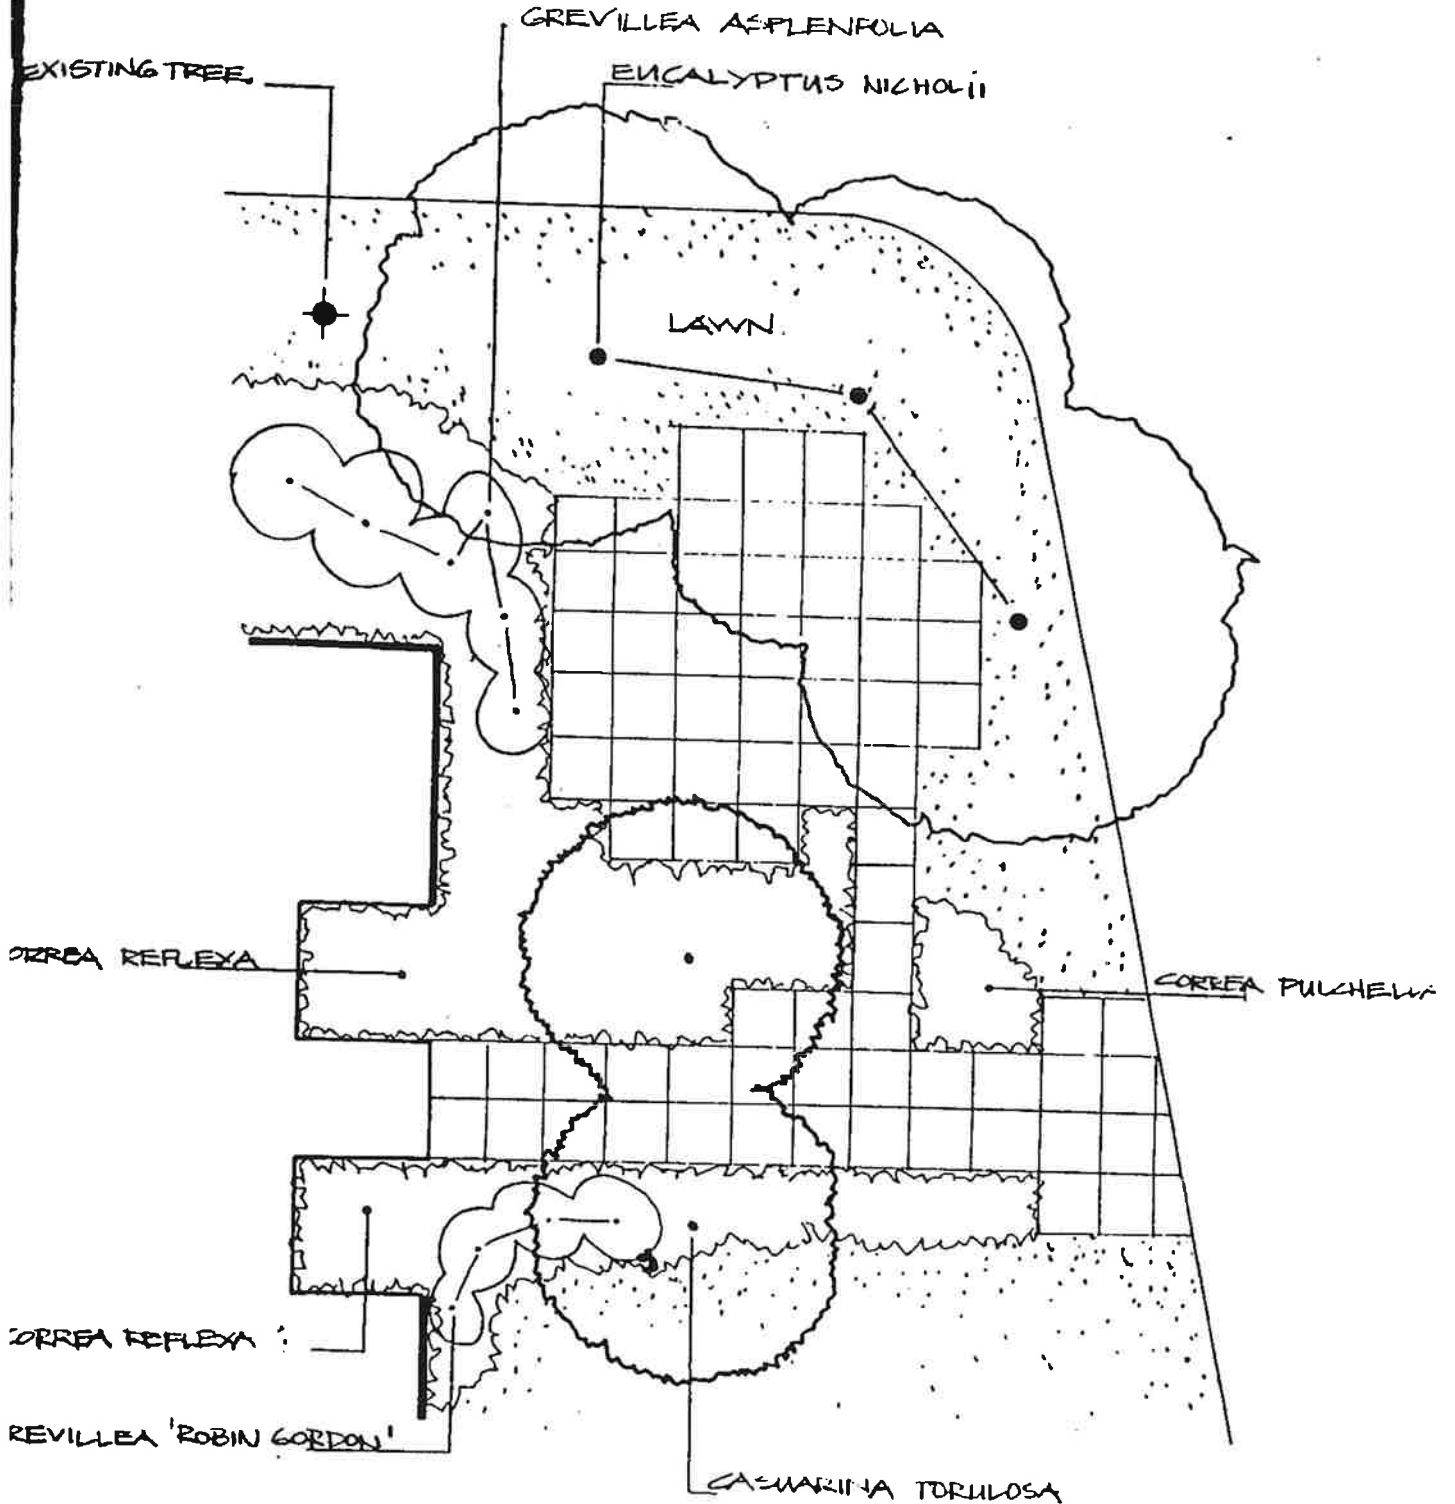 GREVILLEA ASPLENFOLIA
EXISTING TREE
EUCALYPTUS NICHOLii
LAWN
ORREA REFLEXA
CORREA PULCHELLA
ORREA REFLEXA
REVILLEA 'ROBIN GORDON'
CASUARINA TORULOSA